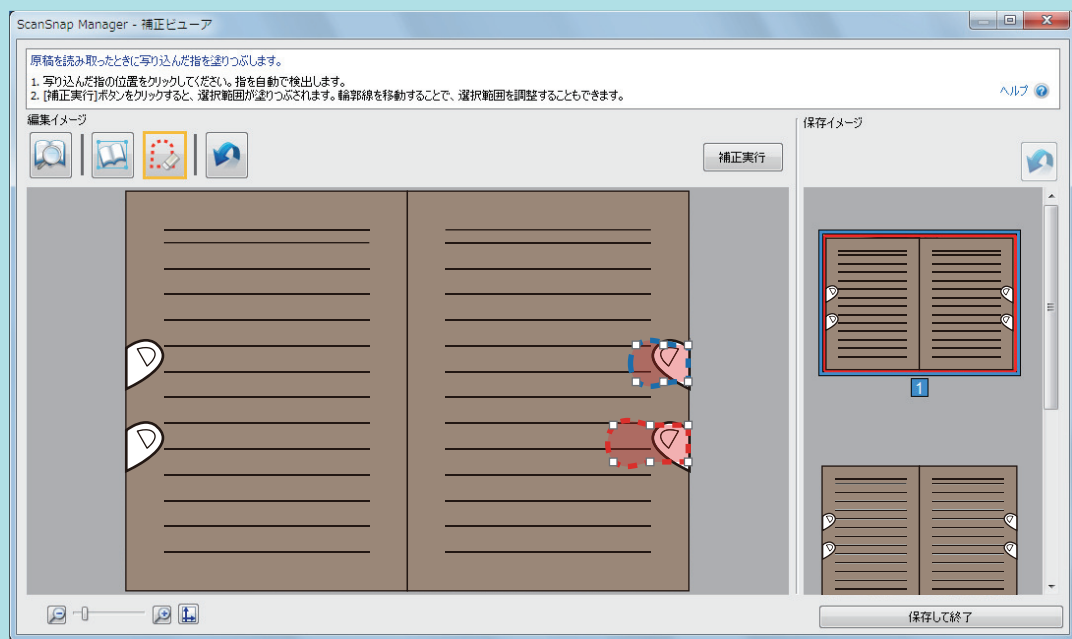 ScanSnap Manager - 補正ビューア
原稿を読み取ったときに写り込んだ指を塗りつぶします。
1. 写り込んだ指の位置をクリックしてください。指を自動で検出します。
2. [補正実行]ボタンをクリックすると、選択範囲が塗りつぶされます。輪郭線を移動することで、選択範囲を調整することもできます。
ヘルプ
編集イメージ
保存イメージ
補正実行
1
保存して終了